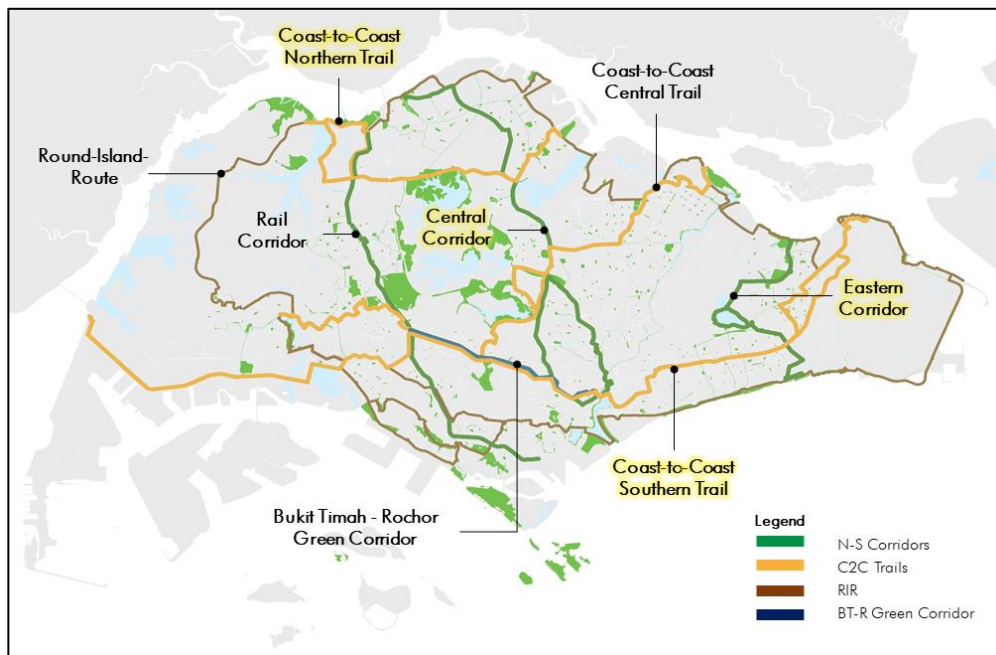 Coast-to-Coast
Northern Trail
Coast-to-Coast
Central Trail
Round-Island-
Route
Rail
Corridor
Central
Corridor
Eastern
Corridor
Coast-to-Coast
Southern Trail
Bukit Timah - Rochor
Green Corridor
Legend
N-S Corridors
C2C Trails
RIR
BT-R Green Corridor